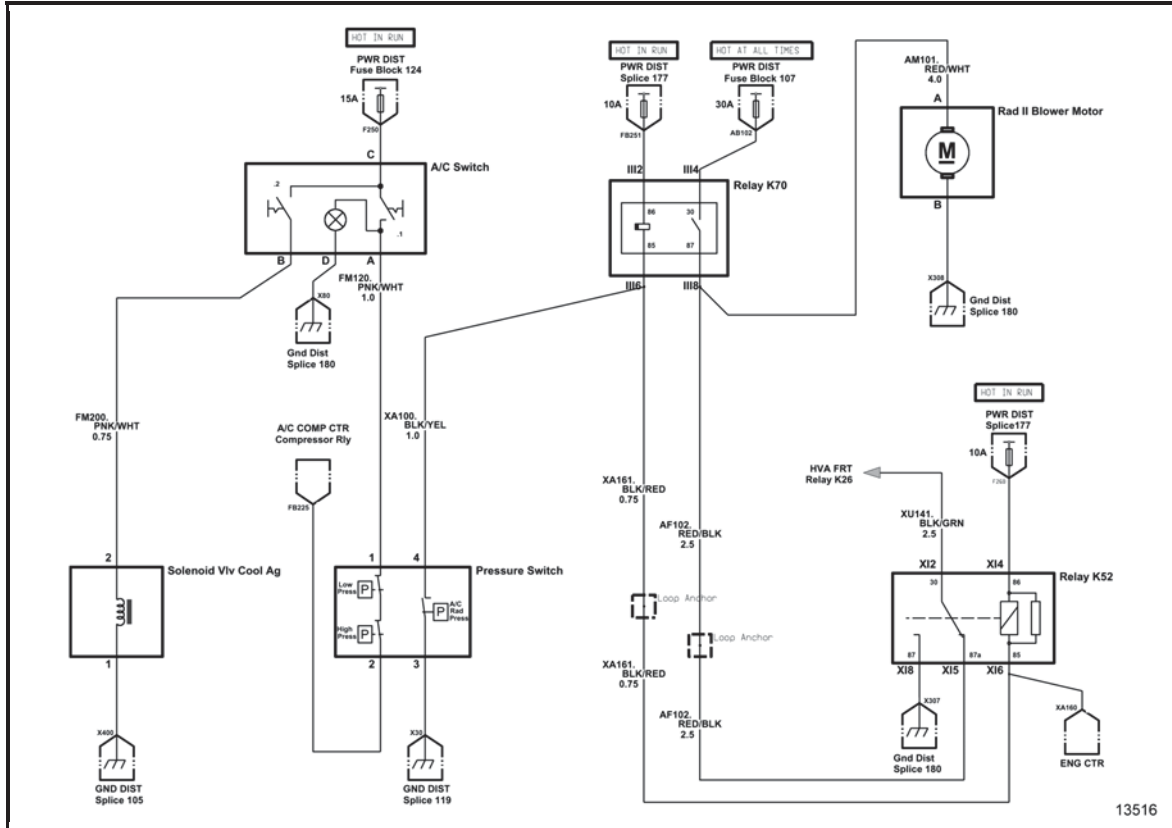 HOT IN RUN
PWR DIST
Fuse Block 124
15A
F250
C
A/C Switch
.2
.1
B
D
A
FM120.
PNK/WHT
1.0
X80
Gnd Dist
Splice 180
HOT IN RUN
PWR DIST
Splice 177
10A
FB251
HOT AT ALL TIMES
PWR DIST
Fuse Block 107
30A
AB102
III2
III4
Relay K70
86
30
85
87
III6
III8
AM101.
RED/WHT
4.0
A
Rad II Blower Motor
M
B
X308
Gnd Dist
Splice 180
FM200.
PNK/WHT
0.75
A/C COMP CTR
Compressor Rly
FB225
XA100.
BLK/YEL
1.0
2
Solenoid Vlv Cool Ag
1
X400
GND DIST
Splice 105
1
4
Pressure Switch
Low
Press
P
High
Press
P
P
A/C
Rad
Press
2
3
X30
GND DIST
Splice 119
XA161.
BLK/RED
0.75
AF102.
RED/BLK
2.5
Loop Anchor
Loop Anchor
XA161.
BLK/RED
0.75
AF102.
RED/BLK
2.5
HOT IN RUN
PWR DIST
Splice177
10A
HVA FRT
Relay K26
XU141.
BLK/GRN
2.5
XI2
XI4
Relay K52
30
86
87
87a
85
XI8
XI5
XI6
X307
Gnd Dist
Splice 180
XA160
ENG CTR
13516